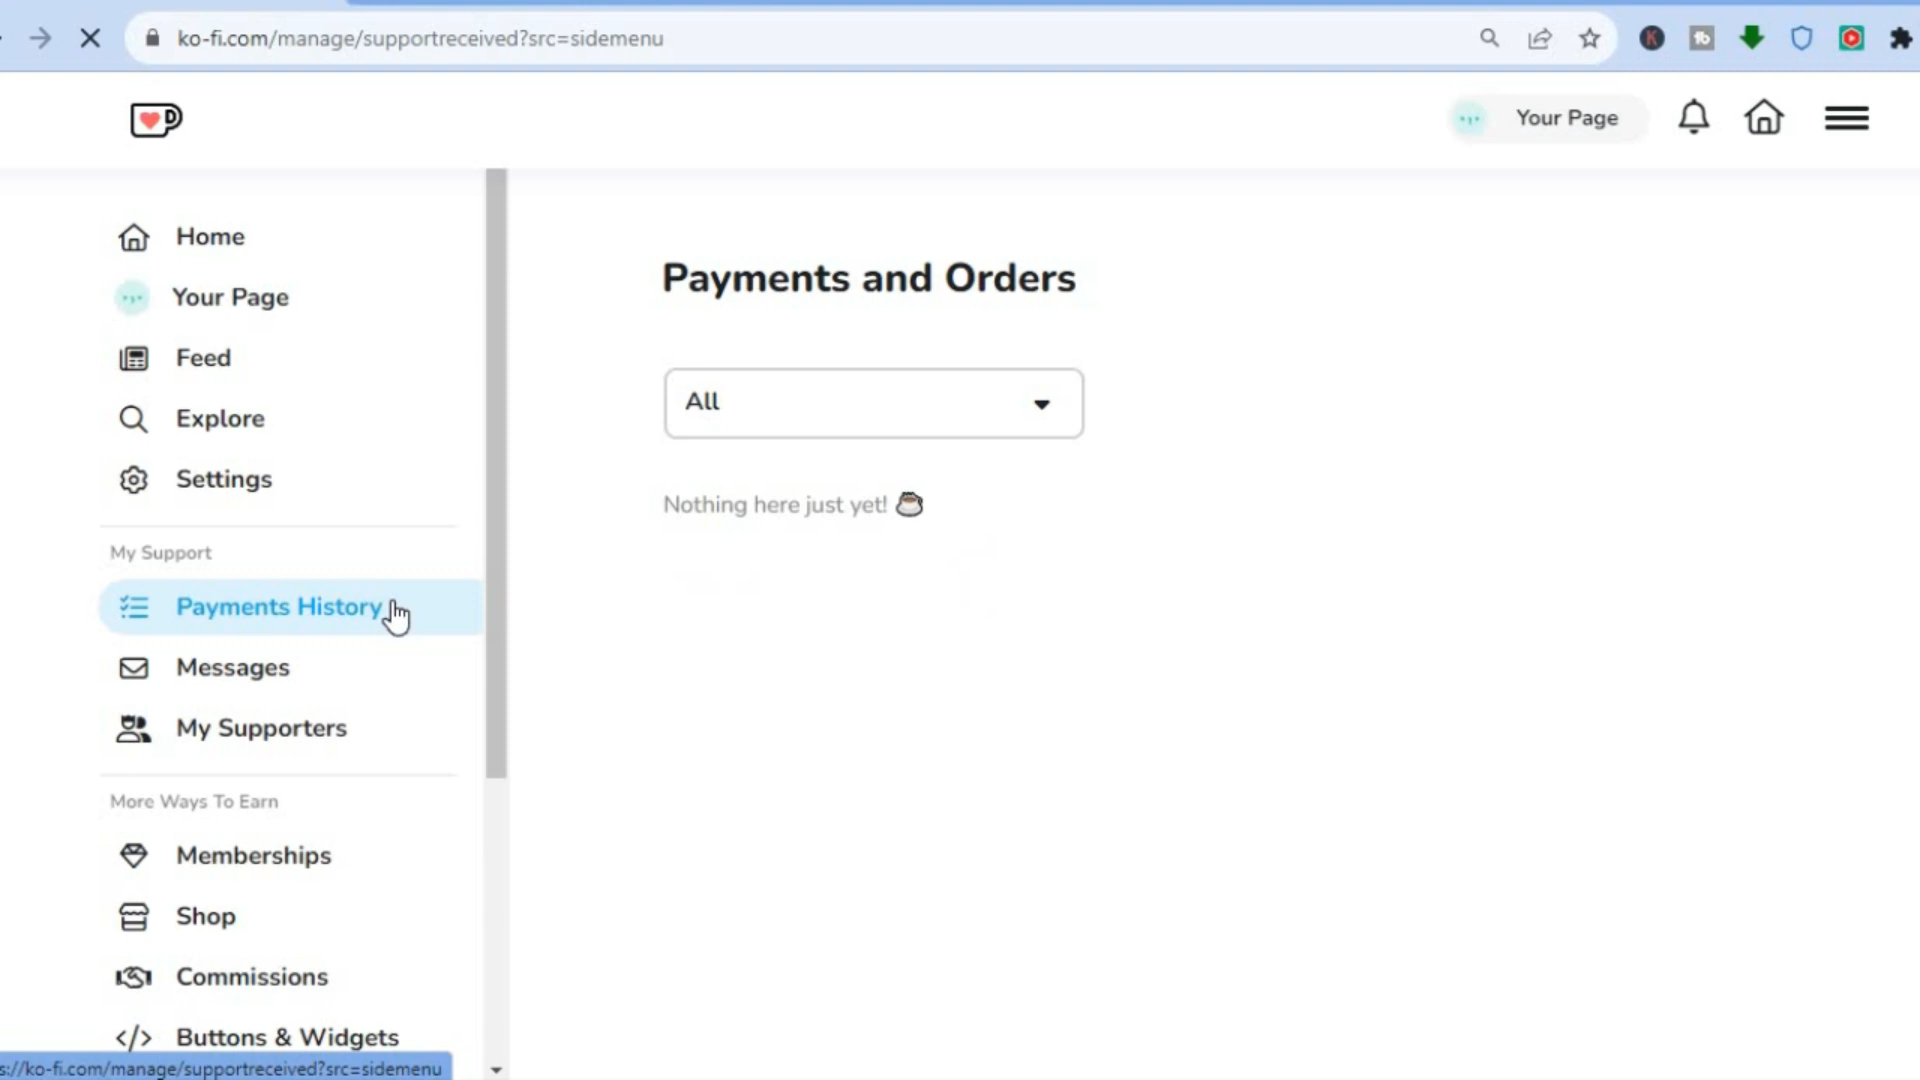 ko-fi.com/manage/supportreceived?src=sidemenu
Your Page
Home
Your Page
Feed
Explore
Settings
My Support
Payments History
Messages
My Supporters
More Ways To Earn
Memberships
Shop
Commissions
Buttons & Widgets
Payments and Orders
All
Nothing here just yet!
s://ko-fi.com/manage/supportreceived?src=sidemenu